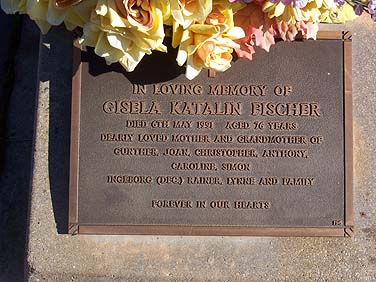 IN LOVING MEMORY OF
GISELA KATALIN FISCHER
DIED 6TH MAY 1991 AGED 76 YEARS
DEARLY LOVED MOTHER AND GRANDMOTHER OF
GUNTHER, JOAN, CHRISTOPHER, ANTHONY,
CAROLINE, SIMON
INGEBORG (DEC.) RAINER, LYNNE AND FAMILY
FOREVER IN OUR HEARTS